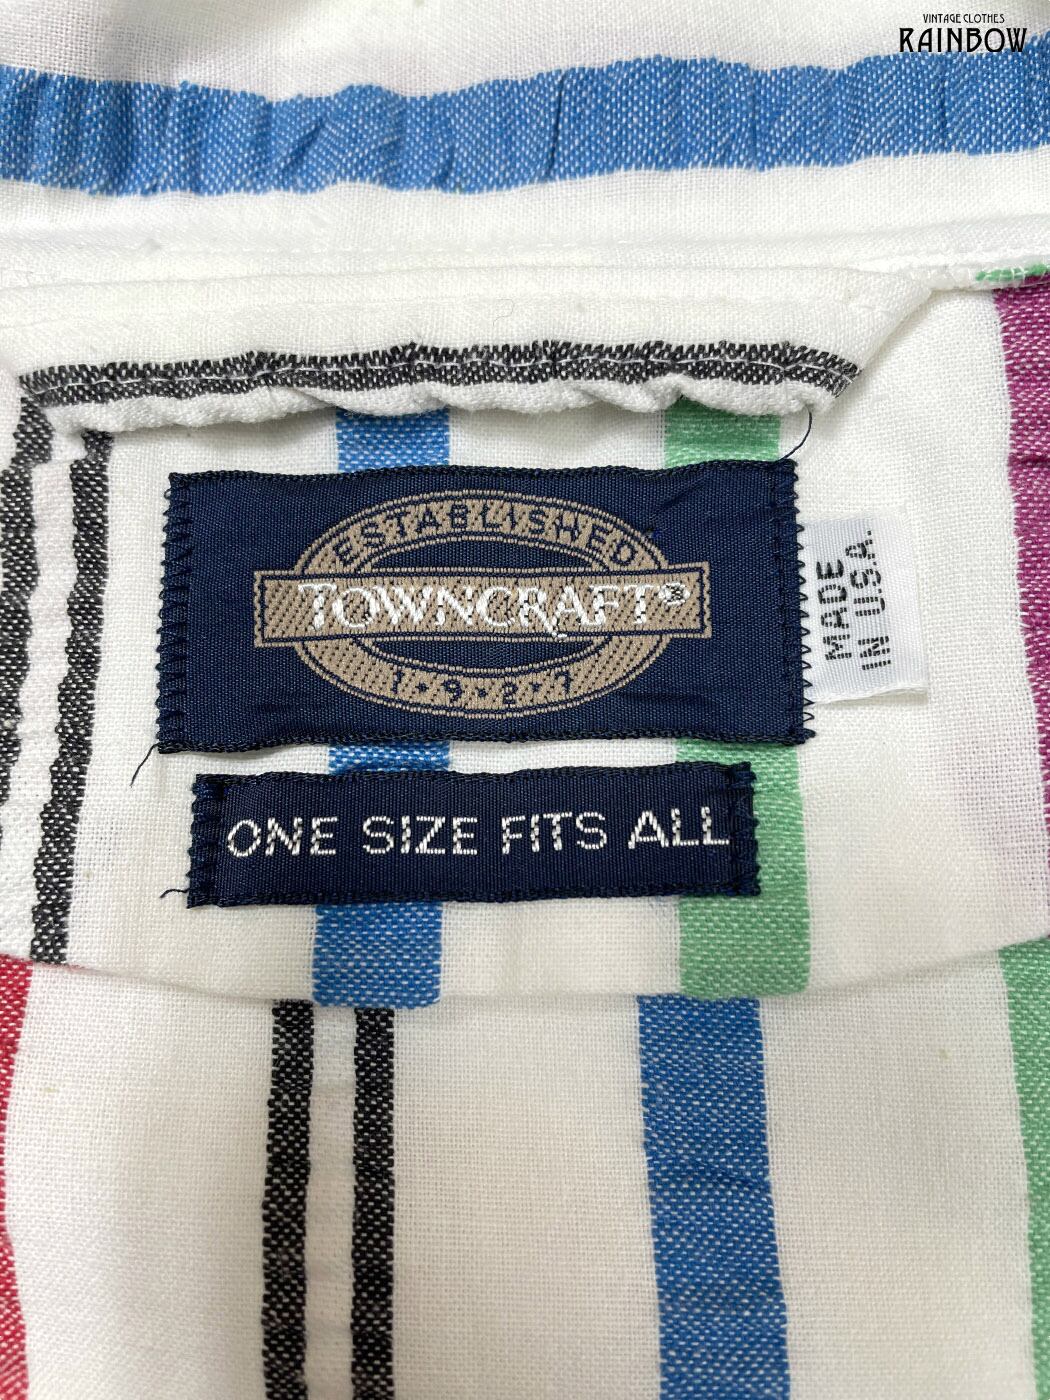 VINTAGE CLOTHES
RAINBOW
ESTABLISHED
TOWNCRAFT®
1·9·2·7
MADE
IN U.S.A.
ONE SIZE FITS ALL